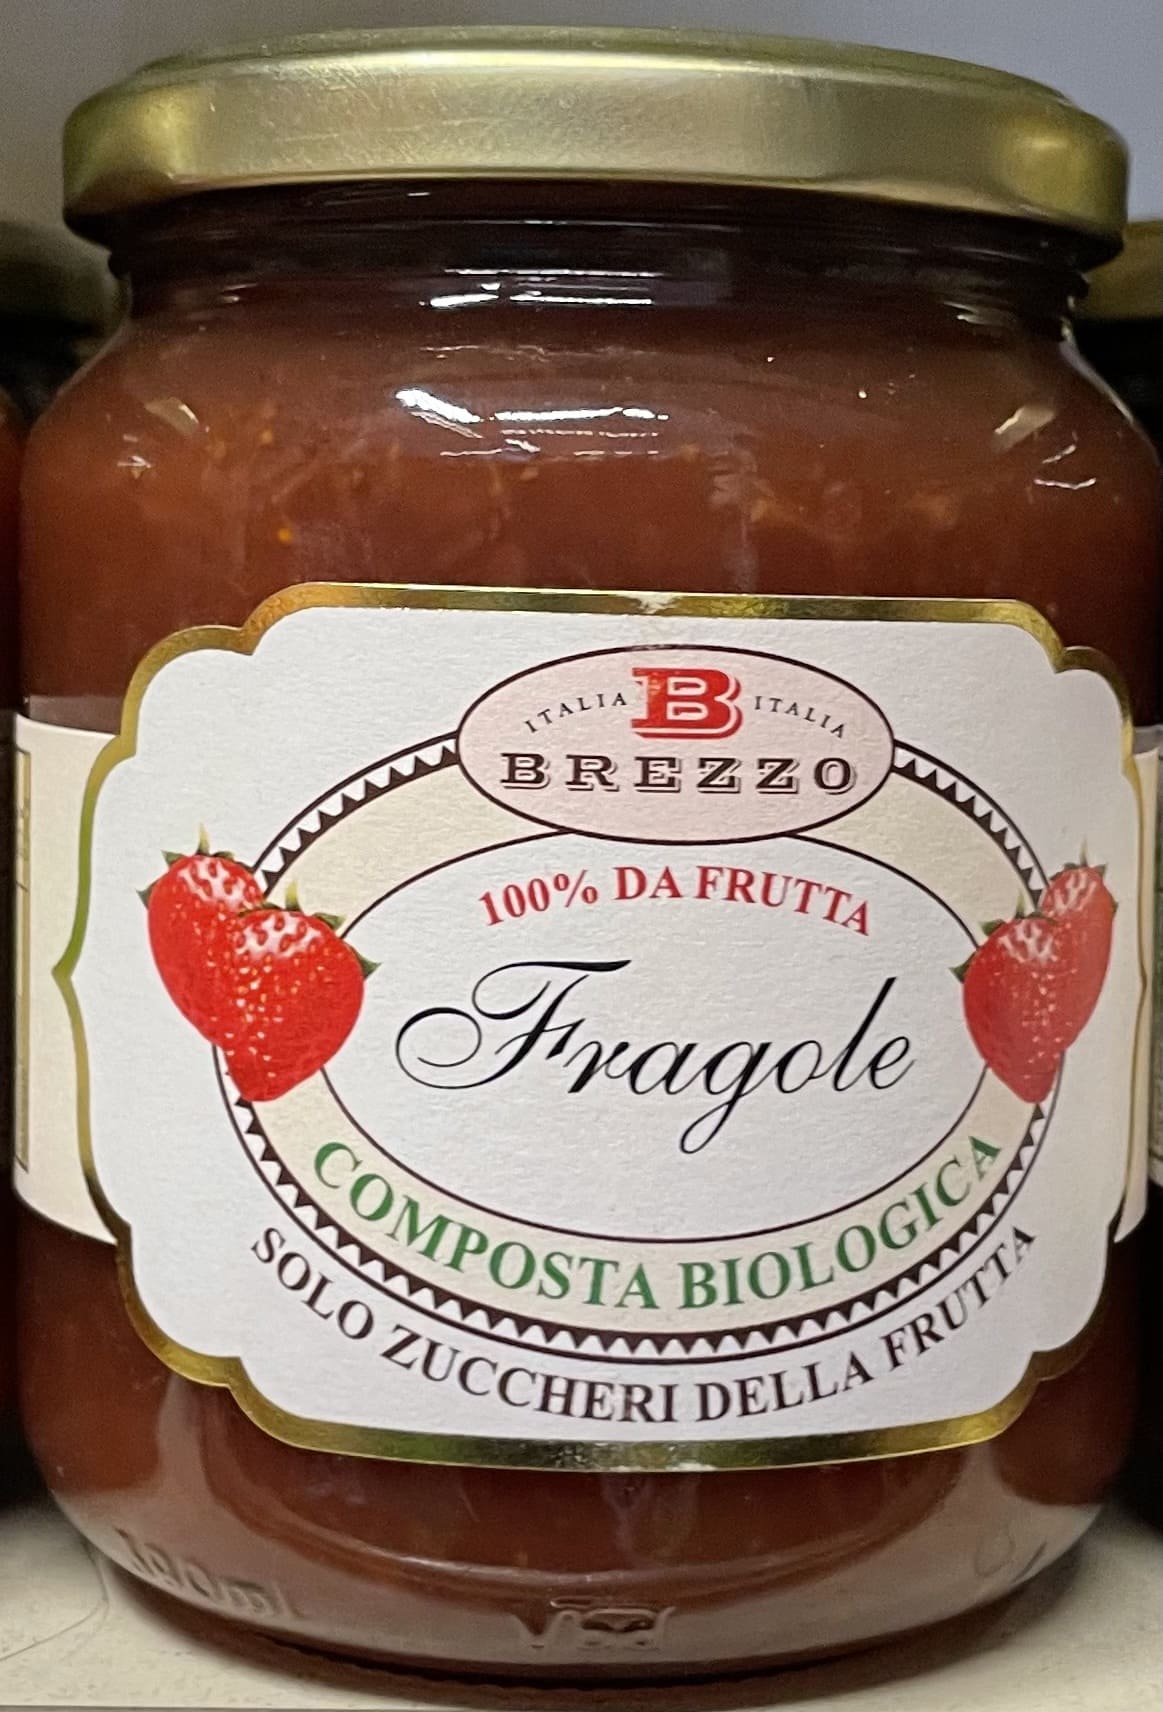 ITALIA B ITALIA
BREZZO
100% DA FRUTTA
Fragole
COMPOSTA BIOLOGICA
SOLO ZUCCHERI DELLA FRUTTA